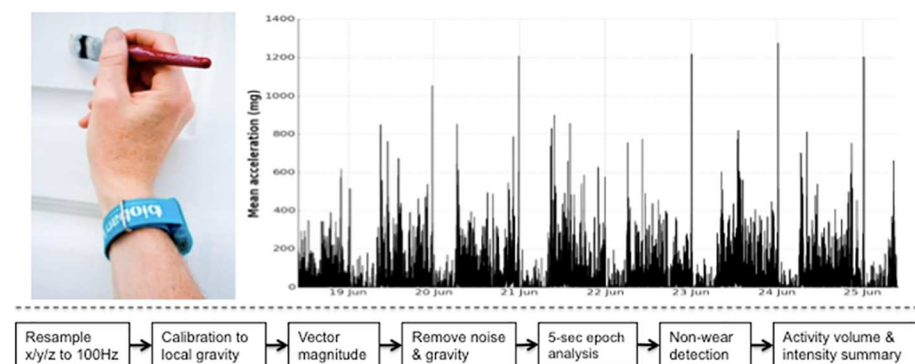 biobank
Mean acceleration (mg)
1400
1200
1000
800
600
400
200
0
19 Jun
20 Jun
21 Jun
22 Jun
23 Jun
24 Jun
25 Jun
Resample
x/y/z to 100Hz
Calibration to
local gravity
Vector
magnitude
Remove noise
& gravity
5-sec epoch
analysis
Non-wear
detection
Activity volume &
intensity summary